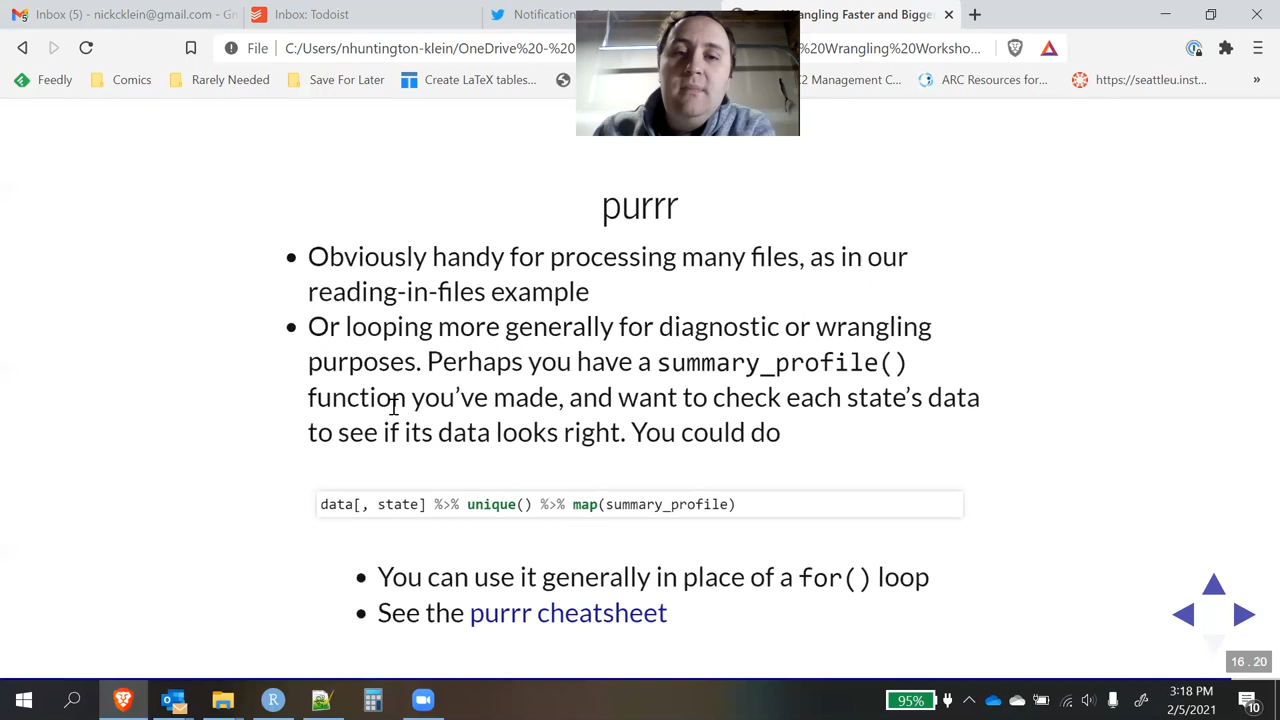 Inbox (5) - nickcklein@gmail.com - Gn
Inbox: Todoist
Notification
Wrangling Faster and Bigge
File
C:/Users/nhuntington-klein/OneDrive%20-%20
%20Wrangling%20Worksho...
Feedly
Comics
Rarely Needed
Save For Later
Create LaTeX tables...
2 Management C...
ARC Resources for...
https://seattleu.inst...
»
purrr
• Obviously handy for processing many files, as in our
reading-in-files example
• Or looping more generally for diagnostic or wrangling
purposes. Perhaps you have a summary_profile()
function you’ve made, and want to check each state’s data
to see if its data looks right. You could do
data[, state] %>% unique() %>% map(summary_profile)
• You can use it generally in place of a for() loop
• See the purrr cheatsheet
16 . 20
95%
3:18 PM
2/5/2021
10